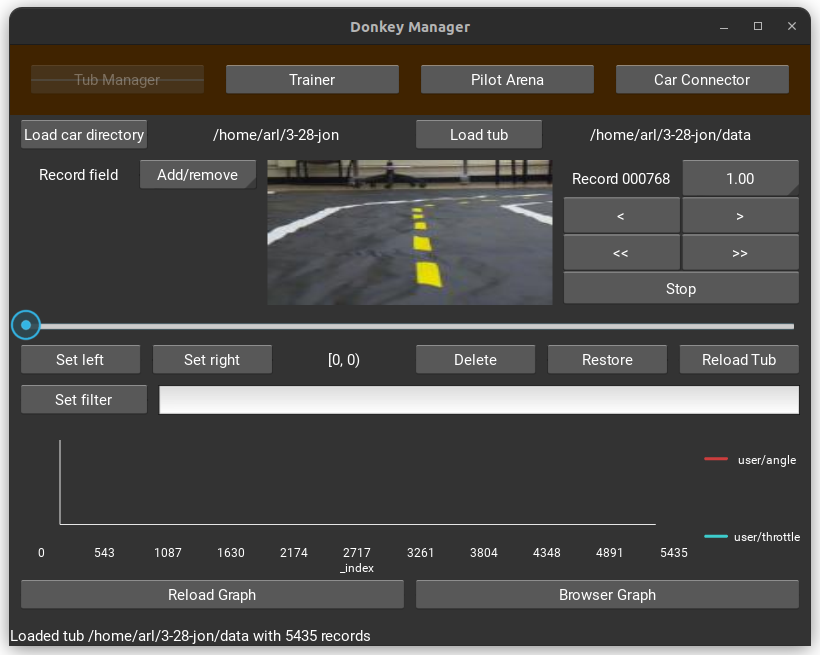 Donkey Manager
Tub Manager Trainer Pilot Arena Car Connector
Load car directory /home/arl/3-28-jon Load tub /home/arl/3-28-jon/data
Record field Add/remove Record 000768 1.00
< >
<< >>
Stop
Set left Set right [0, 0) Delete Restore Reload Tub
Set filter
user/angle
user/throttle
0 543 1087 1630 2174 2717 3261 3804 4348 4891 5435
_index
Reload Graph Browser Graph
Loaded tub /home/arl/3-28-jon/data with 5435 records